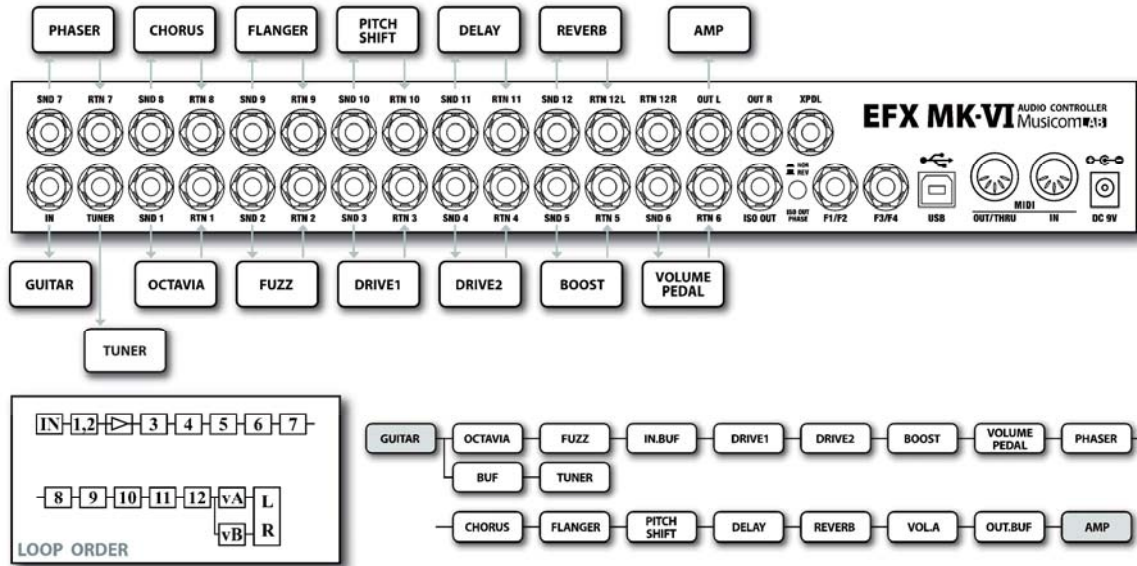 PHASER CHORUS FLANGER PITCH SHIFT DELAY REVERB AMP
SND 7 RTN 7 SND 8 RTN 8 SND 9 RTN 9 SND 10 RTN 10 SND 11 RTN 11 SND 12 RTN 12L RTN 12R OUT L OUT R XPDL
EFX MK-VI AUDIO CONTROLLER MusicomLAB
NOR
REV
IN TUNER SND 1 RTN 1 SND 2 RTN 2 SND 3 RTN 3 SND 4 RTN 4 SND 5 RTN 5 SND 6 RTN 6 ISO OUT ISO OUT PHASE F1/F2 F3/F4 USB OUT/THRU MIDI IN DC 9V
GUITAR OCTAVIA FUZZ DRIVE1 DRIVE2 BOOST VOLUME PEDAL
TUNER
IN 1,2 3 4 5 6 7
8 9 10 11 12 vA L
vB R
LOOP ORDER
GUITAR OCTAVIA FUZZ IN.BUF DRIVE1 DRIVE2 BOOST VOLUME PEDAL PHASER
BUF TUNER
CHORUS FLANGER PITCH SHIFT DELAY REVERB VOL.A OUT.BUF AMP